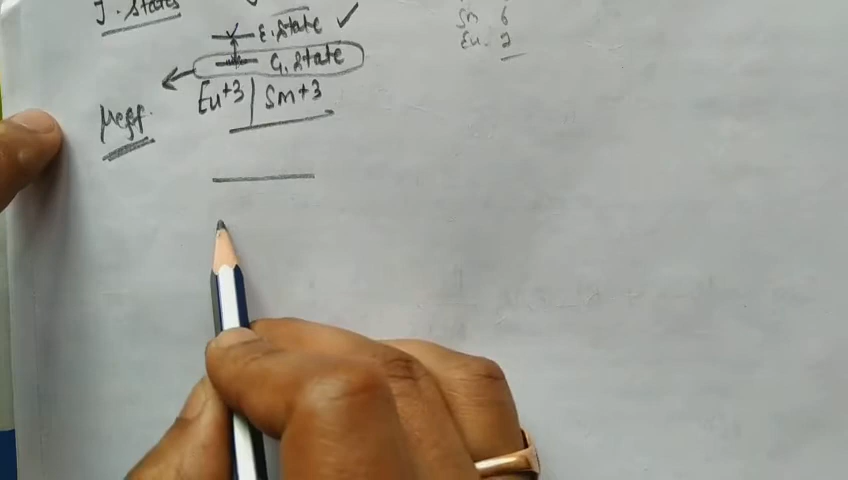 J. States
E. State ✓
G. State
Eu+3 | Sm+3
μeff.
Sm 6
Eu. 7